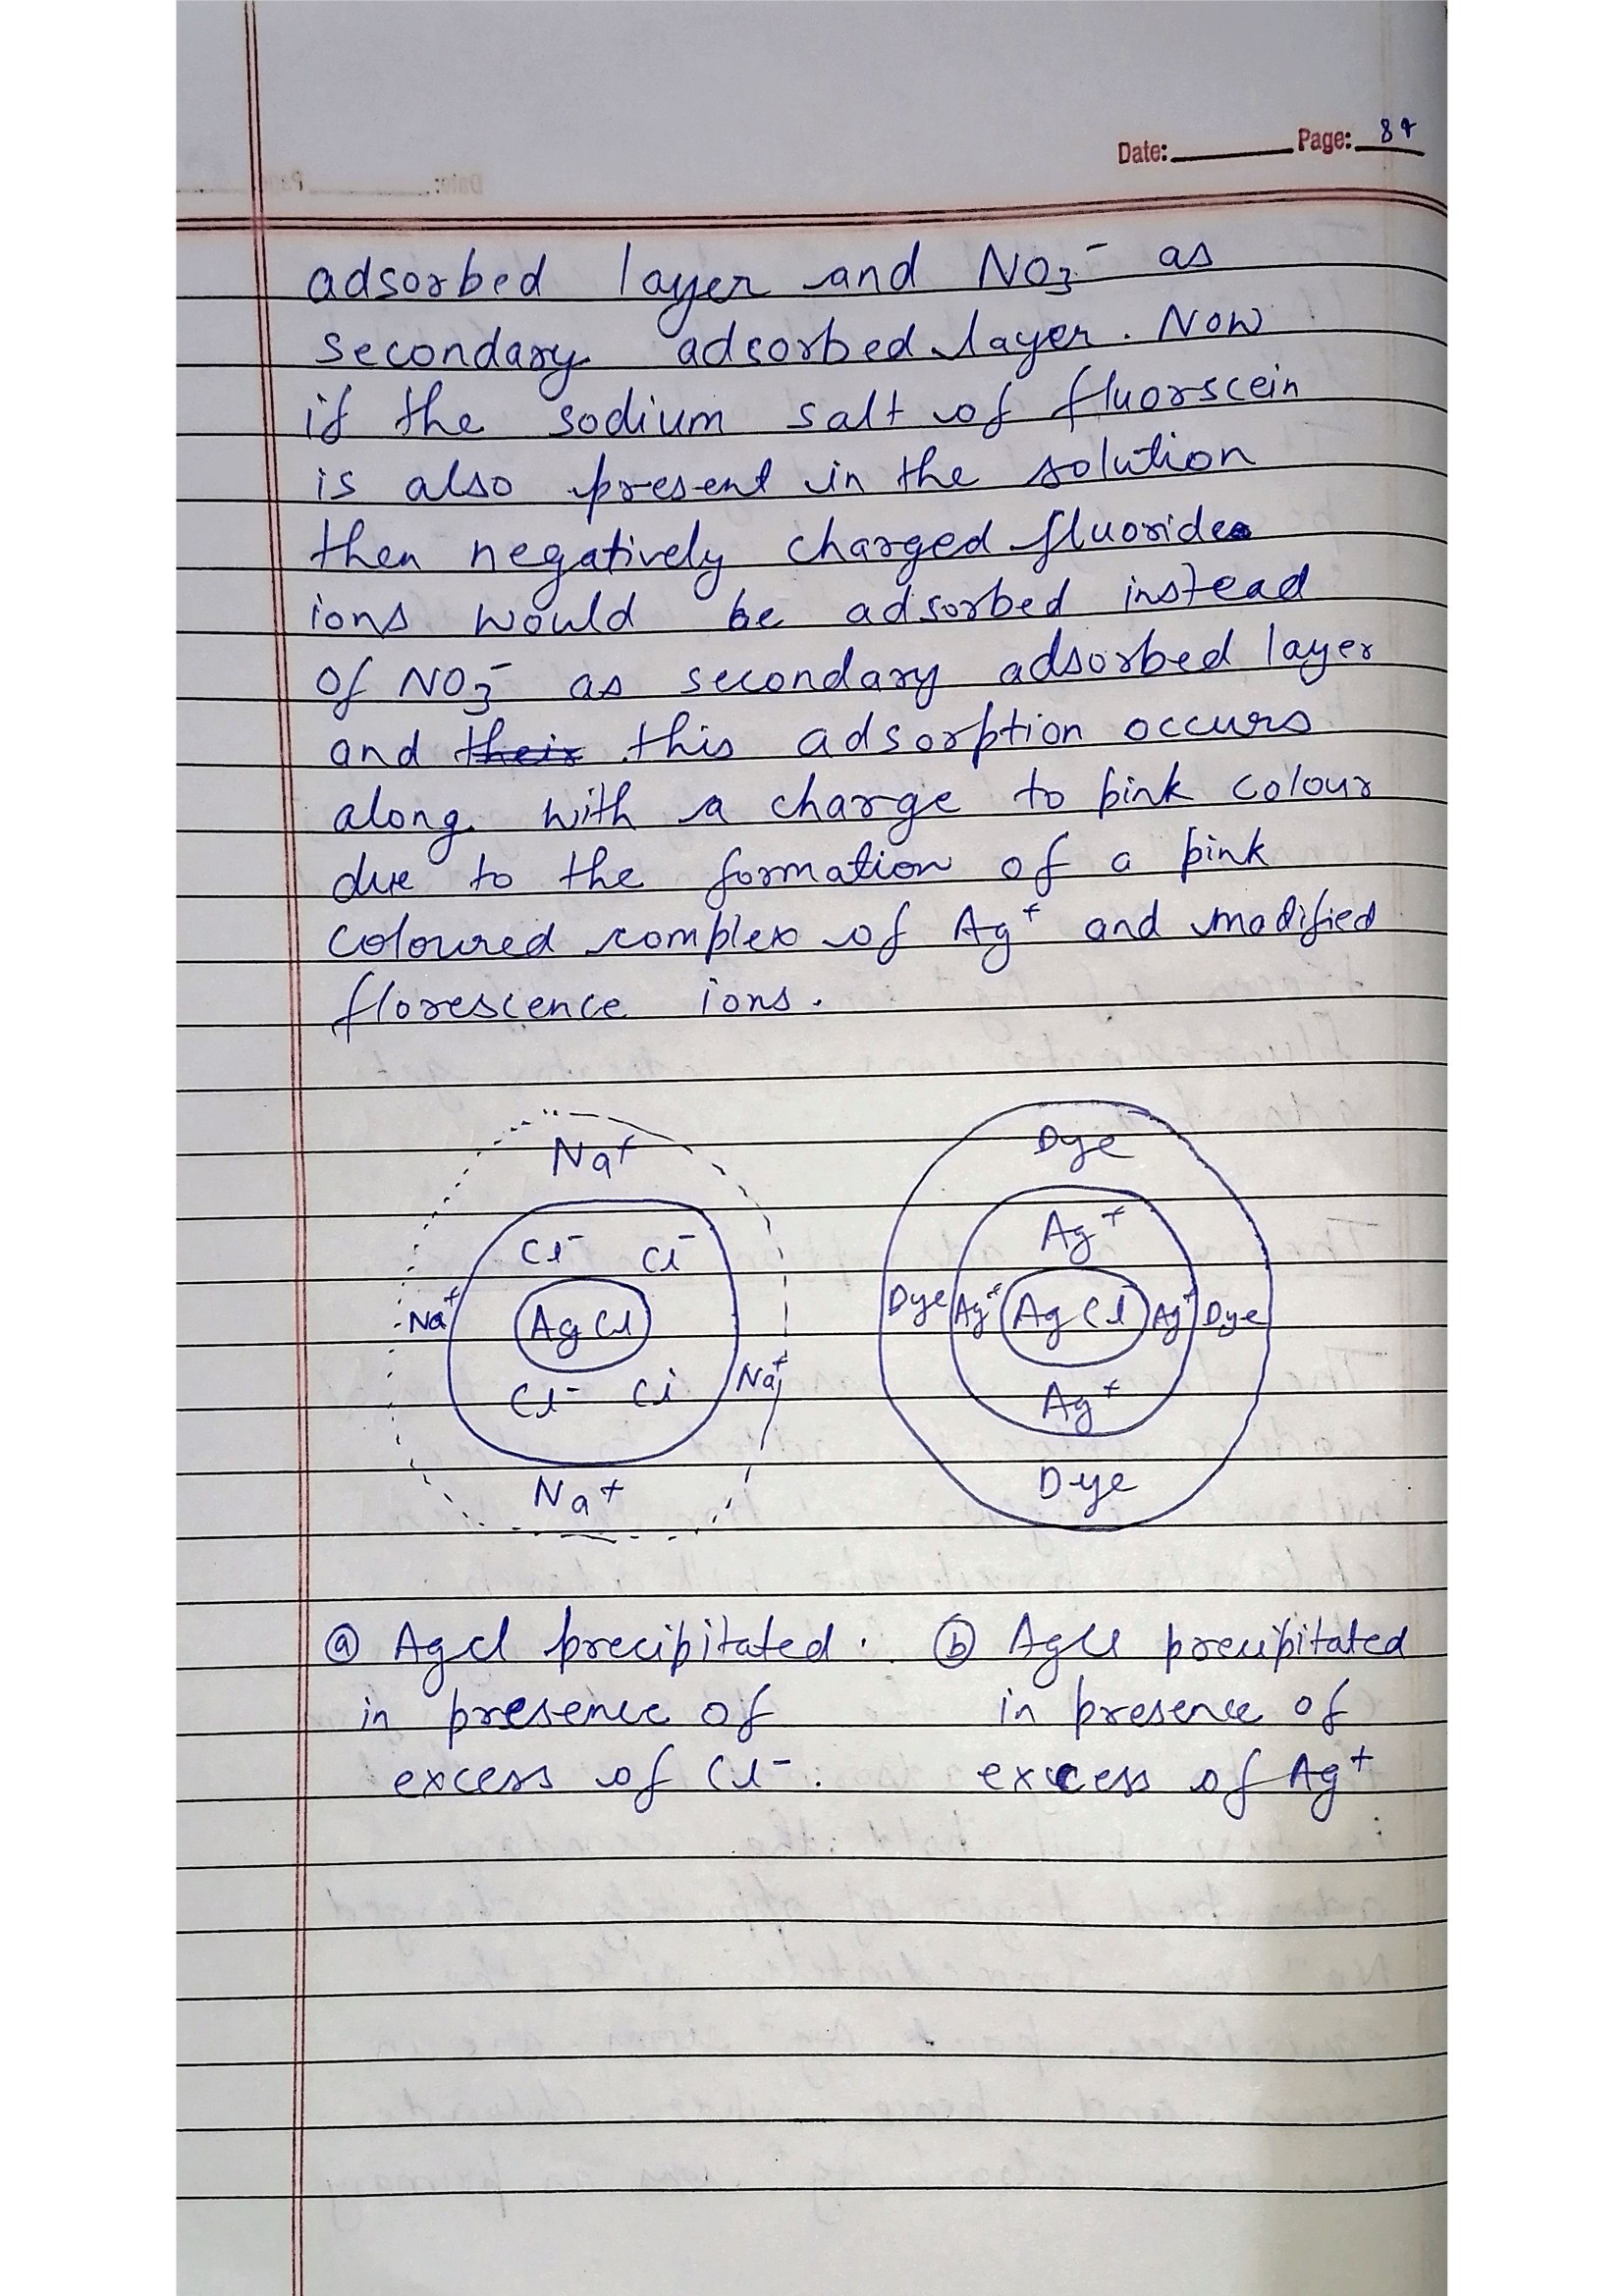 Date: Page:
adsorbed layer and NO3⁻ as
secondary adsorbed layer. Now
if the sodium salt of fluorscein
is also present in the solution
then negatively charged fluoride
ions would be adsorbed instead
of NO3⁻ as secondary adsorbed layer
and their this adsorption occurs
along with a charge to pink colour
due to the formation of a pink
coloured complex of Ag⁺ and modified
florescence ions.
Na⁺
Cl⁻ Cl⁻
Na⁺ AgCl
Cl⁻ Cl Na⁺
Na⁺
Dye
Ag⁺
Dye Ag⁺ AgCl Ag⁺ Dye
Ag⁺
Dye
ⓐ Agcl precipitated.
in presence of
excess of Cl⁻.
ⓑ AgCl precipitated
in presence of
excess of Ag⁺